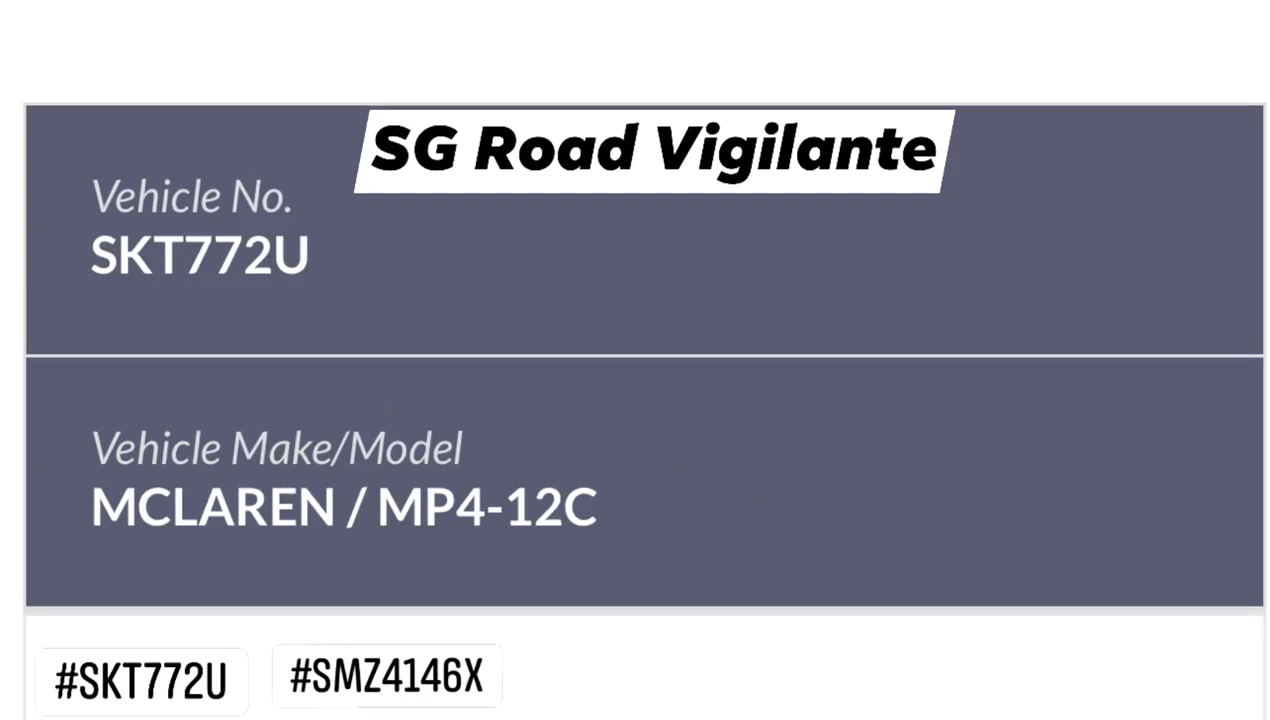 SG Road Vigilante
Vehicle No.
SKT772U
Vehicle Make/Model
MCLAREN / MP4-12C
#SKT772U
#SMZ4146X